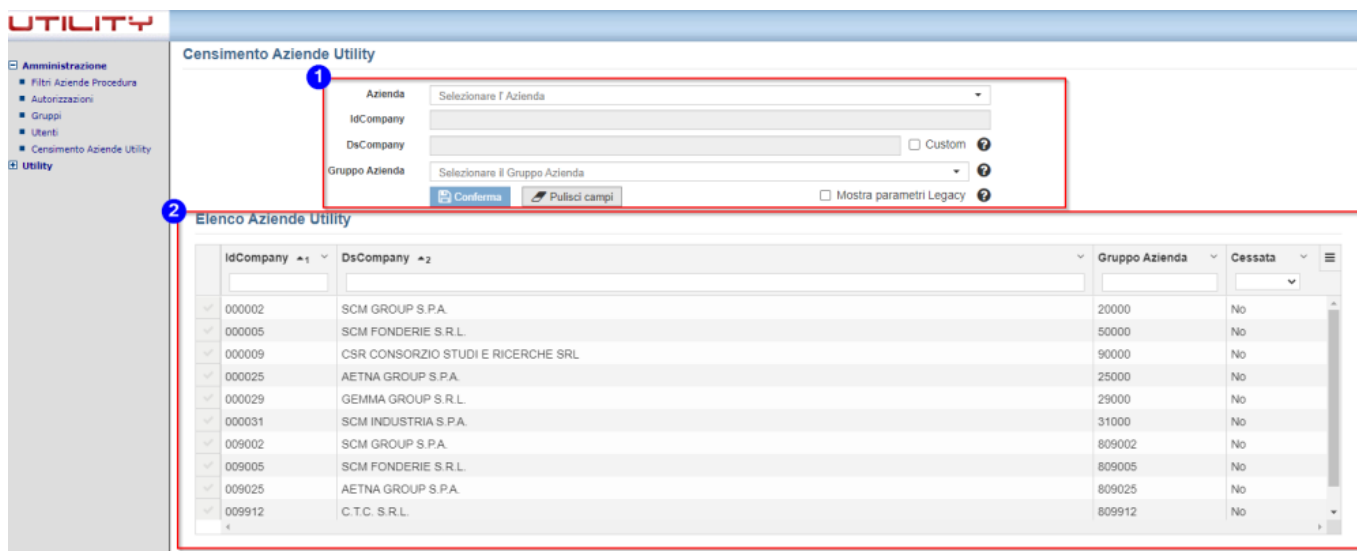 UTILITY
Censimento Aziende Utility
Amministrazione
Filtri Aziende Procedura
Autorizzazioni
Gruppi
Utenti
Censimento Aziende Utility
Utility
1
Azienda Selezionare l' Azienda
IdCompany
DsCompany Custom ?
Gruppo Azienda Selezionare il Gruppo Azienda ?
Conferma Pulisci campi Mostra parametri Legacy ?
2
Elenco Aziende Utility
IdCompany 1 DsCompany 2 Gruppo Azienda Cessata
000002 SCM GROUP S.P.A. 20000 No
000005 SCM FONDERIE S.R.L. 50000 No
000009 CSR CONSORZIO STUDI E RICERCHE SRL 90000 No
000025 AETNA GROUP S.P.A. 25000 No
000029 GEMMA GROUP S.R.L. 29000 No
000031 SCM INDUSTRIA S.P.A. 31000 No
009002 SCM GROUP S.P.A. 809002 No
009005 SCM FONDERIE S.R.L. 809005 No
009025 AETNA GROUP S.P.A. 809025 No
009912 C.T.C. S.R.L. 809912 No